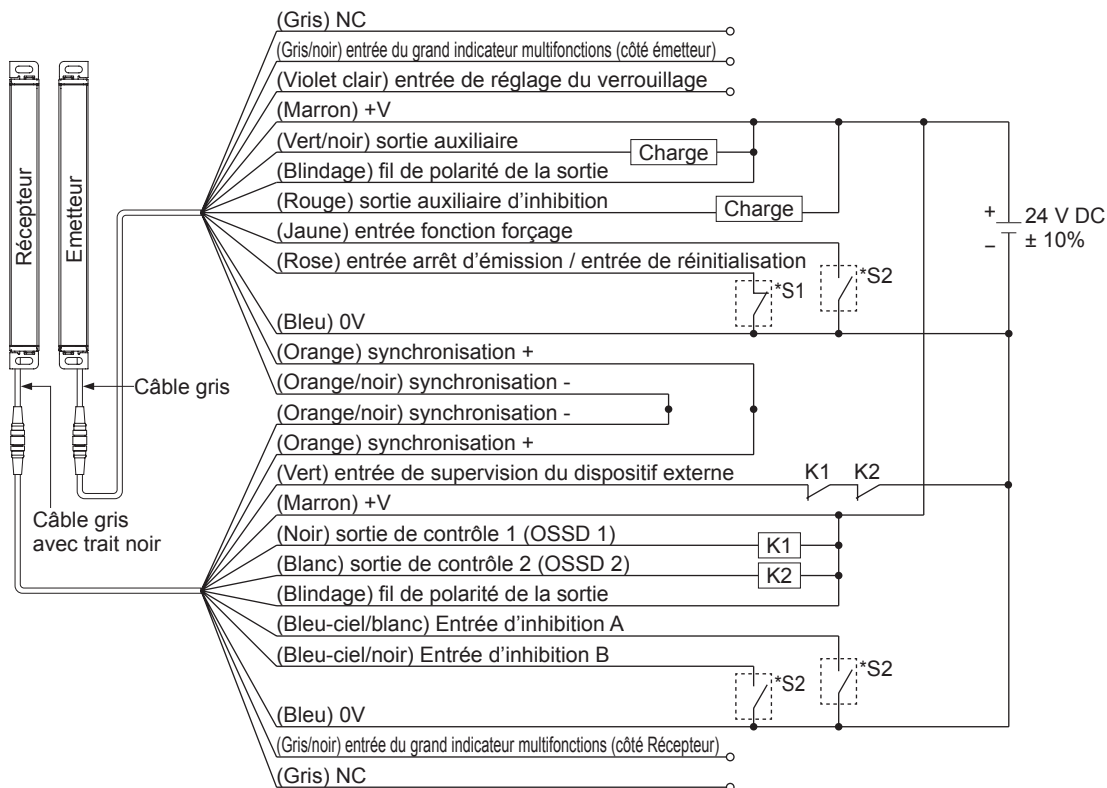 (Gris) NC
(Gris/noir) entrée du grand indicateur multifonctions (côté émetteur)
(Violet clair) entrée de réglage du verrouillage
(Marron) +V
(Vert/noir) sortie auxiliaire
Charge
(Blindage) fil de polarité de la sortie
(Rouge) sortie auxiliaire d'inhibition
Charge
(Jaune) entrée fonction forçage
(Rose) entrée arrêt d'émission / entrée de réinitialisation
*S1
*S2
+
−
24 V DC
± 10%
Récepteur
Emetteur
(Bleu) 0V
(Orange) synchronisation +
(Orange/noir) synchronisation -
Câble gris
(Orange/noir) synchronisation -
(Orange) synchronisation +
(Vert) entrée de supervision du dispositif externe
K1
K2
(Marron) +V
Câble gris
avec trait noir
(Noir) sortie de contrôle 1 (OSSD 1)
K1
(Blanc) sortie de contrôle 2 (OSSD 2)
K2
(Blindage) fil de polarité de la sortie
(Bleu-ciel/blanc) Entrée d'inhibition A
(Bleu-ciel/noir) Entrée d'inhibition B
*S2
*S2
(Bleu) 0V
(Gris/noir) entrée du grand indicateur multifonctions (côté Récepteur)
(Gris) NC